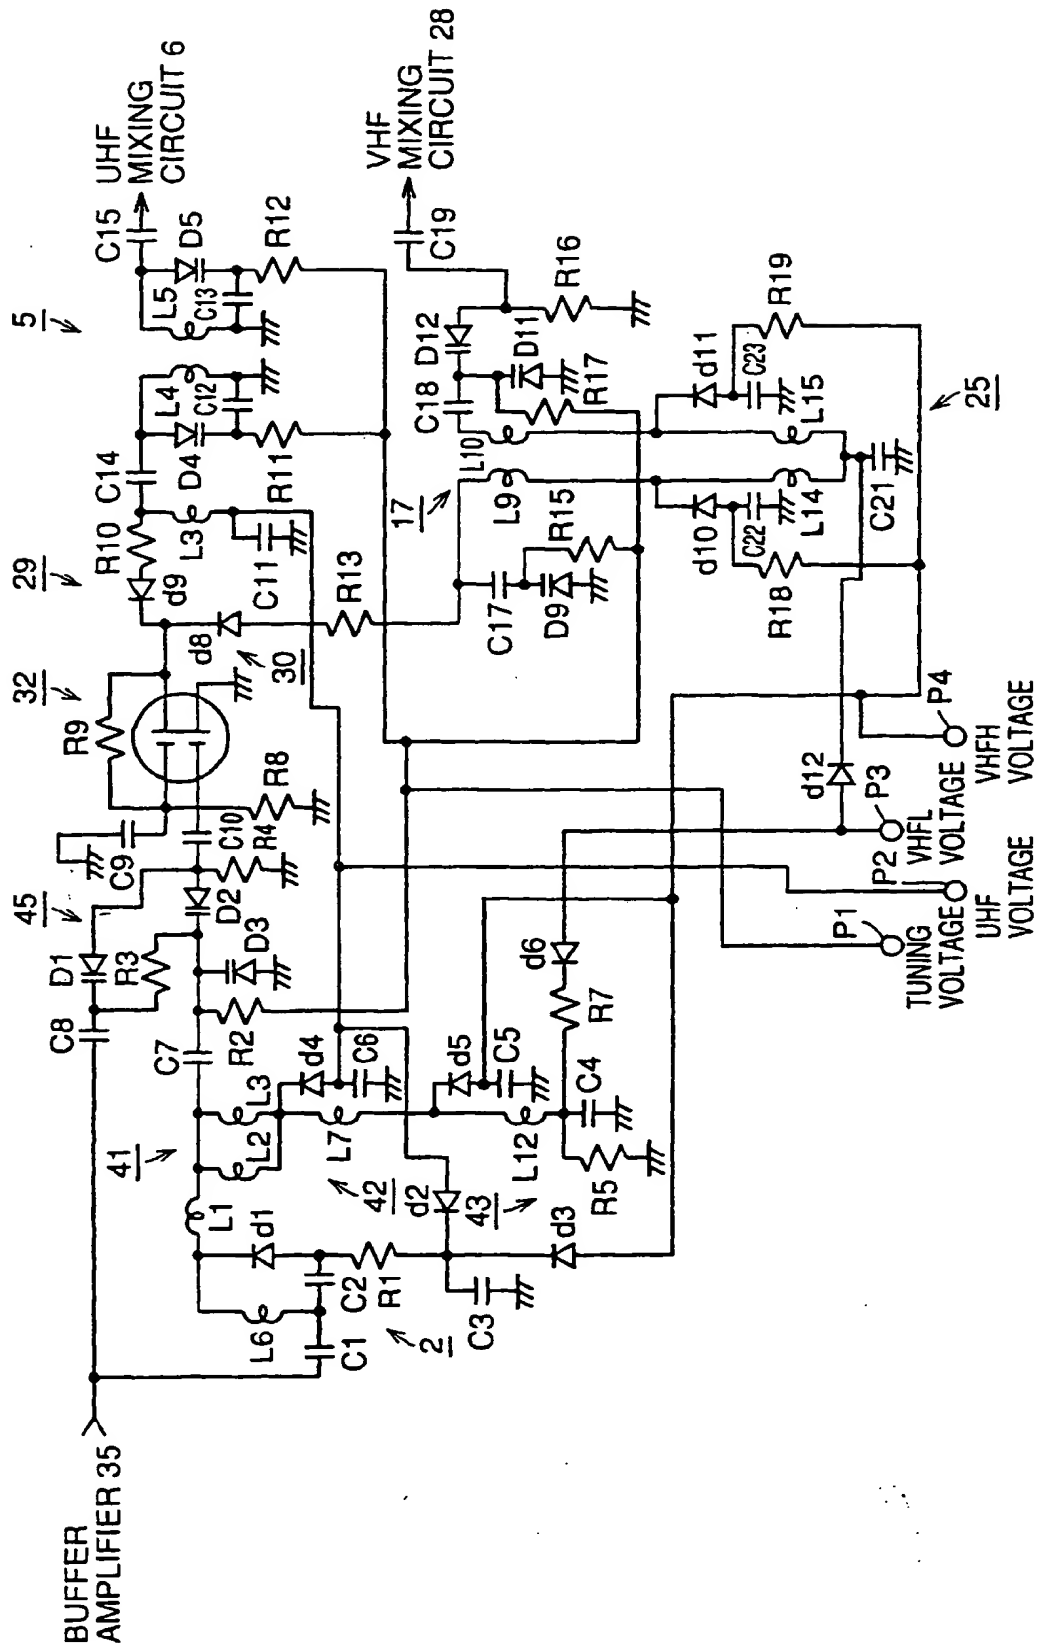 BUFFER
AMPLIFIER 35
41
45
32
29
5
C8
D1
R3
C9
R9
R10
C14
C15
UHF
MIXING
CIRCUIT 6
L6
L1
L2
L3
C7
D3
D2
C10
R4
R8
d8
d9
L3
D4
L4
C12
L5
D5
C13
R11
R12
C11
30
R13
C1
C2
d1
R1
2
C3
42
d2
43
d3
L7
d4
C6
R2
d5
C5
L12
C4
R5
R7
d6
17
C17
D9
R15
L9
L10
C18
D12
D11
R17
R16
C19
VHF
MIXING
CIRCUIT 28
d10
C22
R18
L14
C21
d11
C23
L15
R19
25
d12
P1
TUNING
VOLTAGE
P2
UHF
VOLTAGE
P3
VHFL
VOLTAGE
P4
VHFH
VOLTAGE